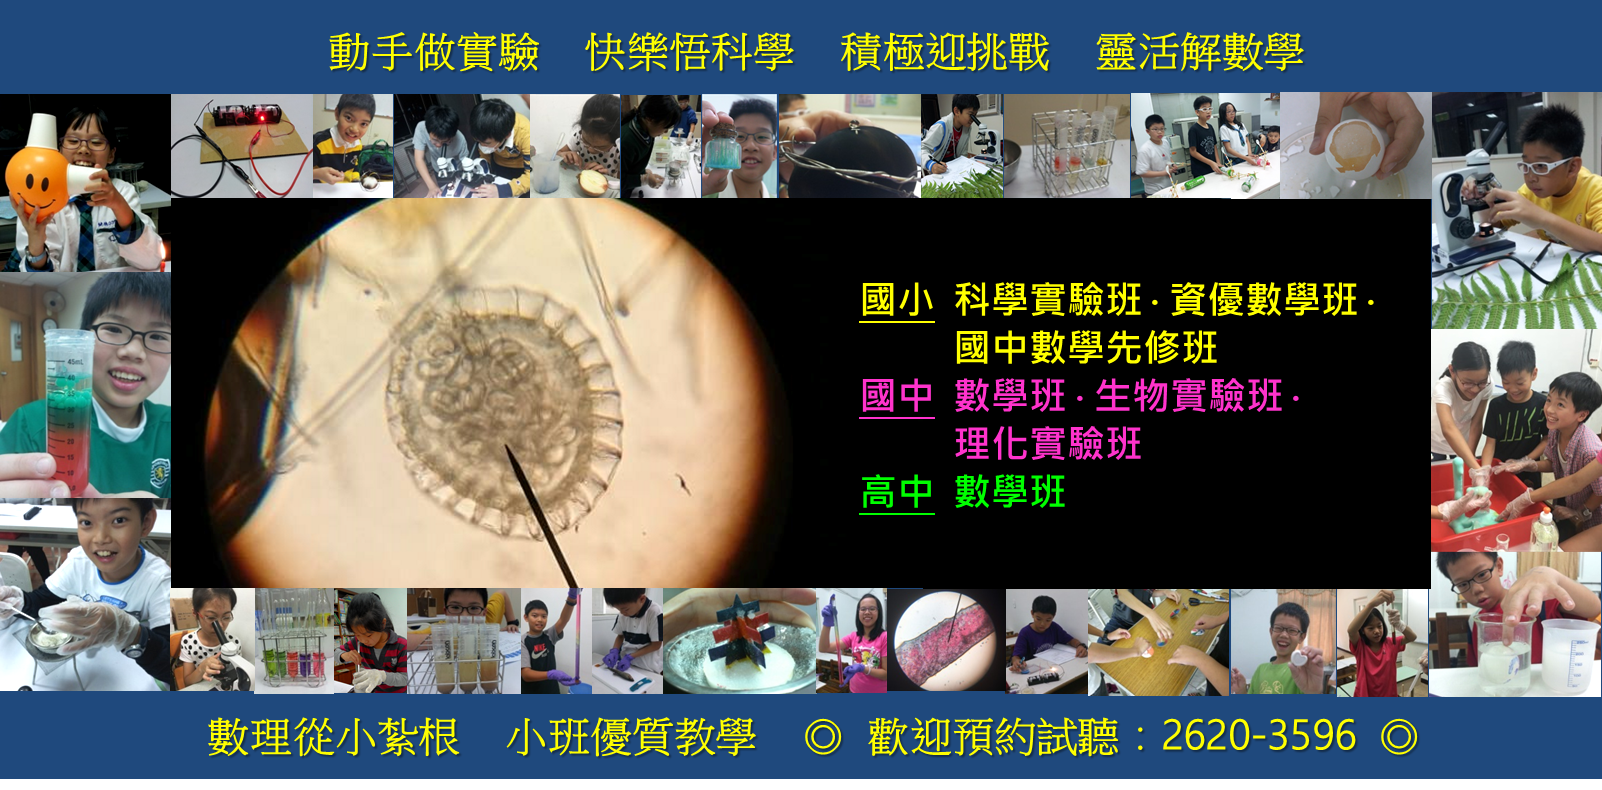 動手做實驗 快樂悟科學 積極迎挑戰 靈活解數學
國小 科學實驗班·資優數學班·
國中數學先修班
國中 數學班·生物實驗班·
理化實驗班
高中 數學班
數理從小紮根 小班優質教學 ◎ 歡迎預約試聽：2620-3596 ◎